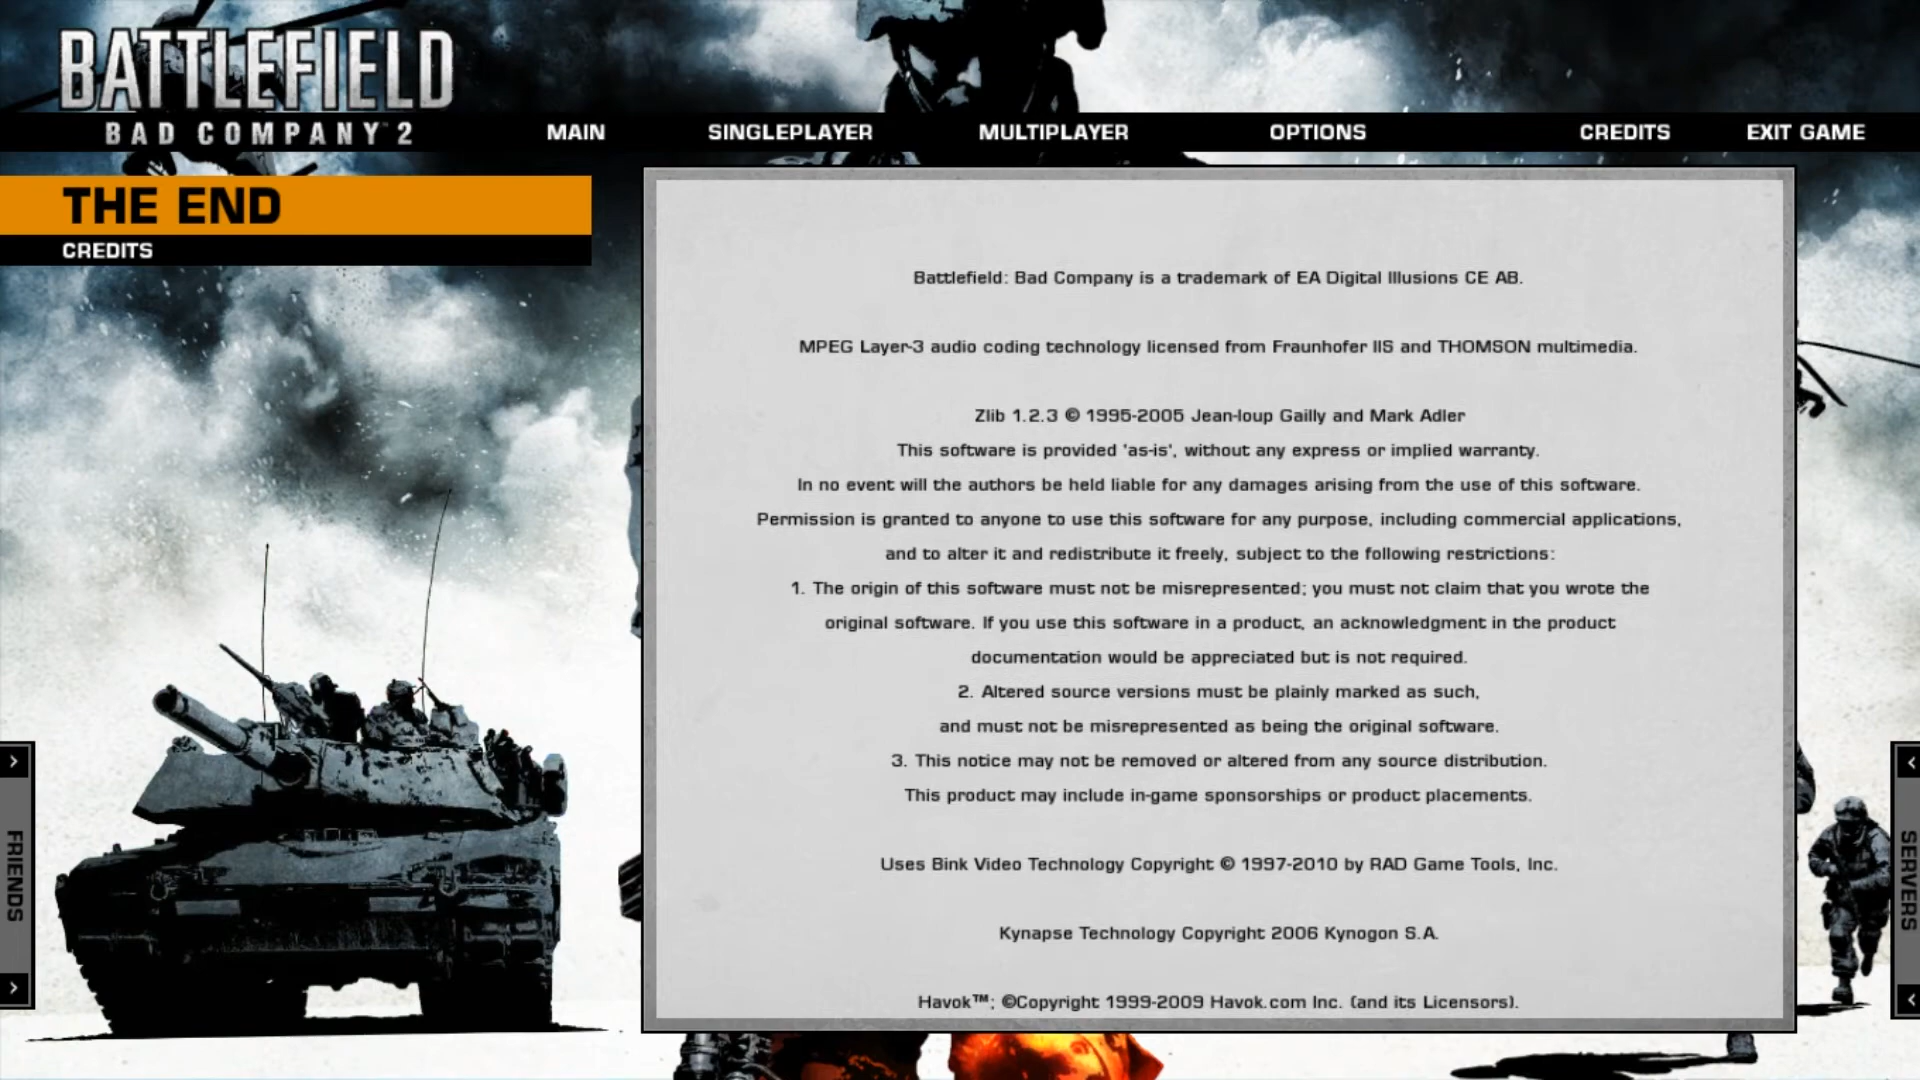 BATTLEFIELD
BAD COMPANY™ 2
MAIN
SINGLEPLAYER
MULTIPLAYER
OPTIONS
CREDITS
EXIT GAME
THE END
CREDITS
Battlefield: Bad Company is a trademark of EA Digital Illusions CE AB.
MPEG Layer-3 audio coding technology licensed from Fraunhofer IIS and THOMSON multimedia.
Zlib 1.2.3 © 1995-2005 Jean-loup Gailly and Mark Adler
This software is provided 'as-is', without any express or implied warranty.
In no event will the authors be held liable for any damages arising from the use of this software.
Permission is granted to anyone to use this software for any purpose, including commercial applications,
and to alter it and redistribute it freely, subject to the following restrictions:
1. The origin of this software must not be misrepresented; you must not claim that you wrote the
original software. If you use this software in a product, an acknowledgment in the product
documentation would be appreciated but is not required.
2. Altered source versions must be plainly marked as such,
and must not be misrepresented as being the original software.
3. This notice may not be removed or altered from any source distribution.
This product may include in-game sponsorships or product placements.
Uses Bink Video Technology Copyright © 1997-2010 by RAD Game Tools, Inc.
Kynapse Technology Copyright 2006 Kynogon S.A.
Havok™; ©Copyright 1999-2009 Havok.com Inc. (and its Licensors).
FRIENDS
SERVERS